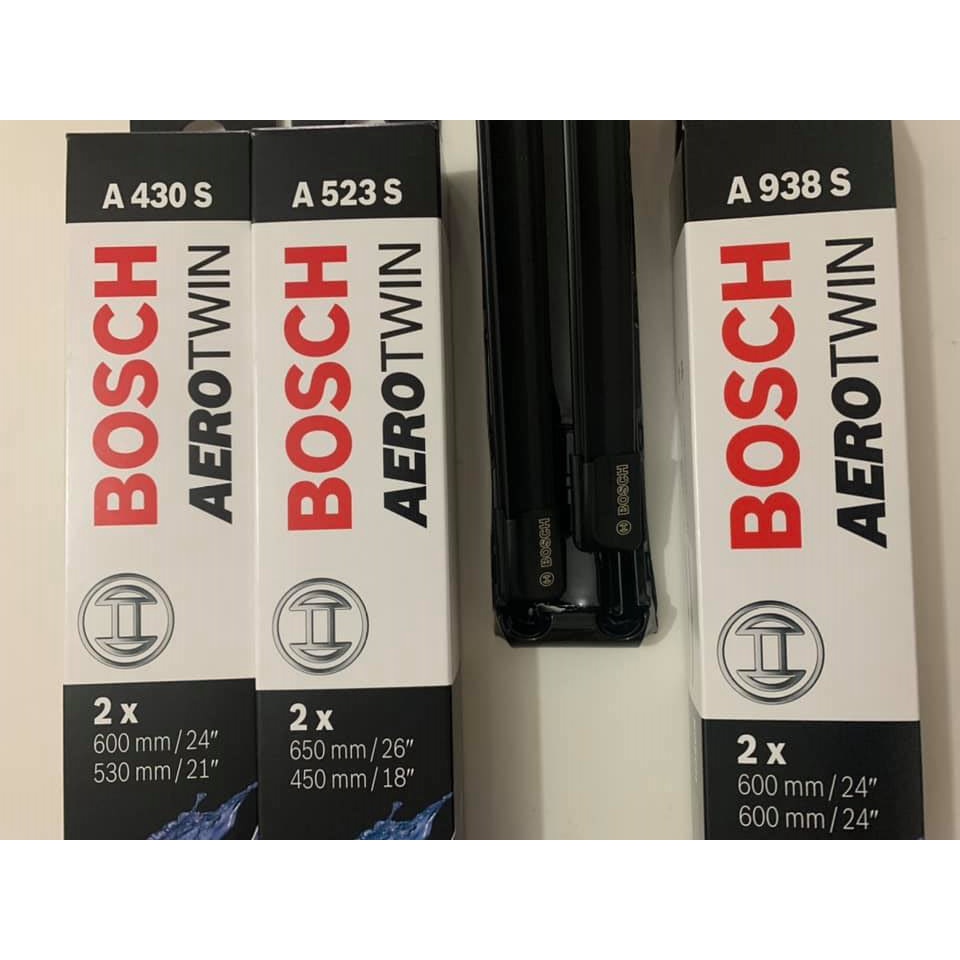 A 430 S
BOSCH
AEROTWIN
2 x
600 mm/24"
530 mm/21"
A 523 S
BOSCH
AEROTWIN
2 x
650 mm/26"
450 mm/18"
BOSCH
BOSCH
A 938 S
BOSCH
AEROTWIN
2 x
600 mm/24"
600 mm/24"